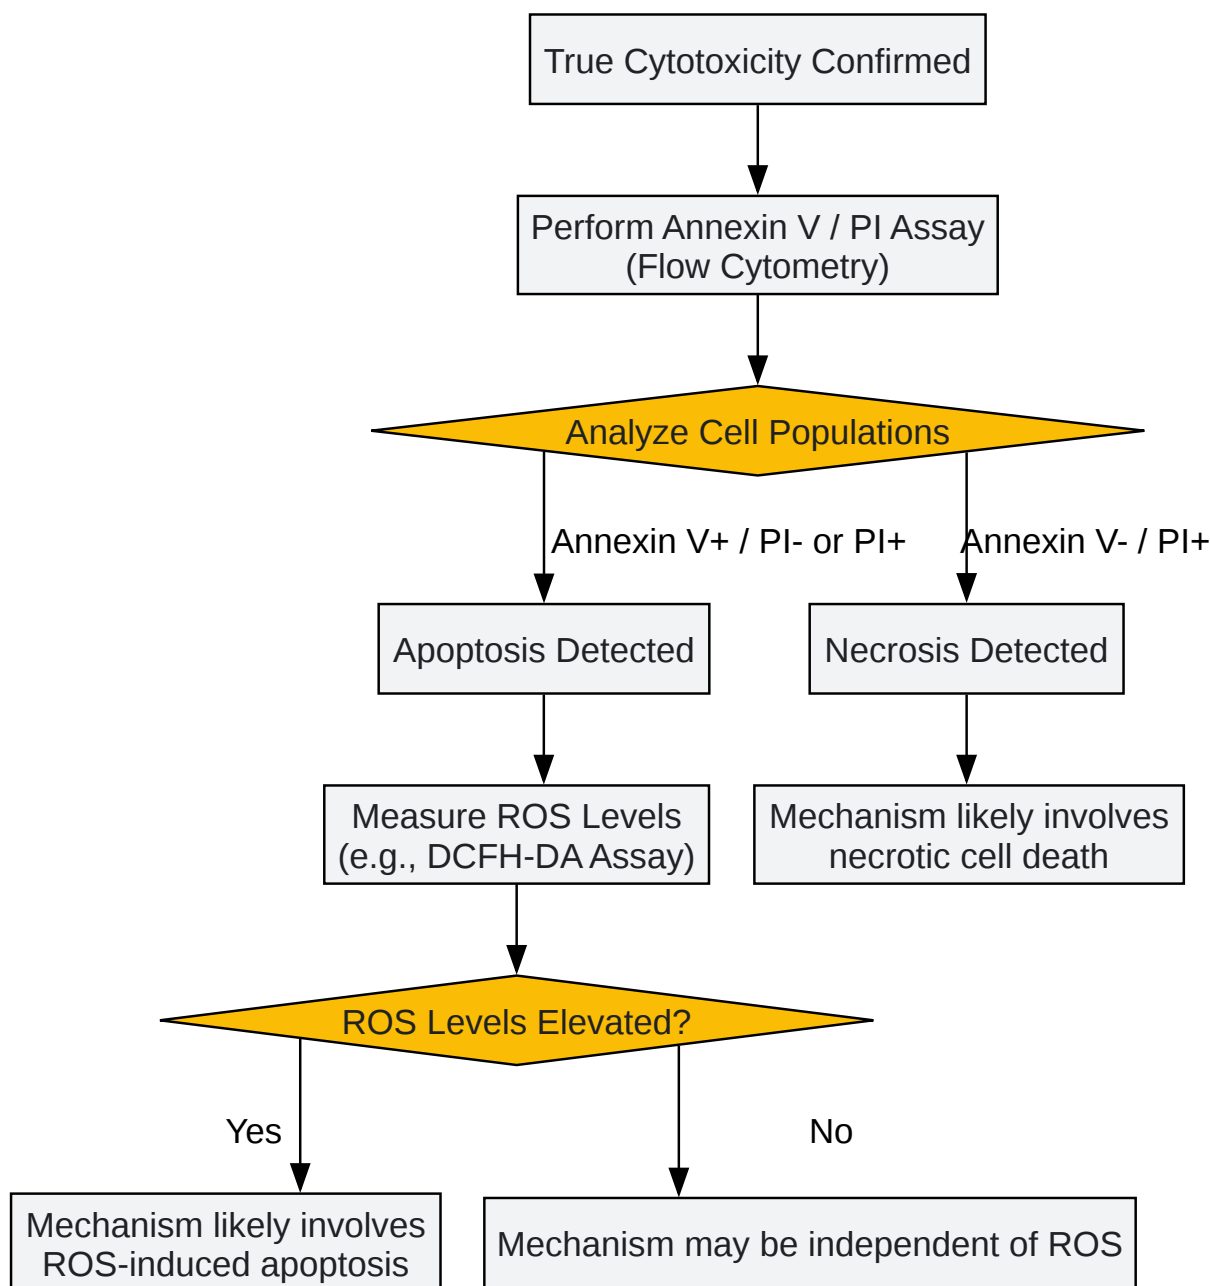 True Cytotoxicity Confirmed
Perform Annexin V / PI Assay
(Flow Cytometry)
Analyze Cell Populations
Annexin V+ / PI- or PI+
Annexin V- / PI+
Apoptosis Detected
Necrosis Detected
Measure ROS Levels
(e.g., DCFH-DA Assay)
Mechanism likely involves
necrotic cell death
ROS Levels Elevated?
Yes
No
Mechanism likely involves
ROS-induced apoptosis
Mechanism may be independent of ROS